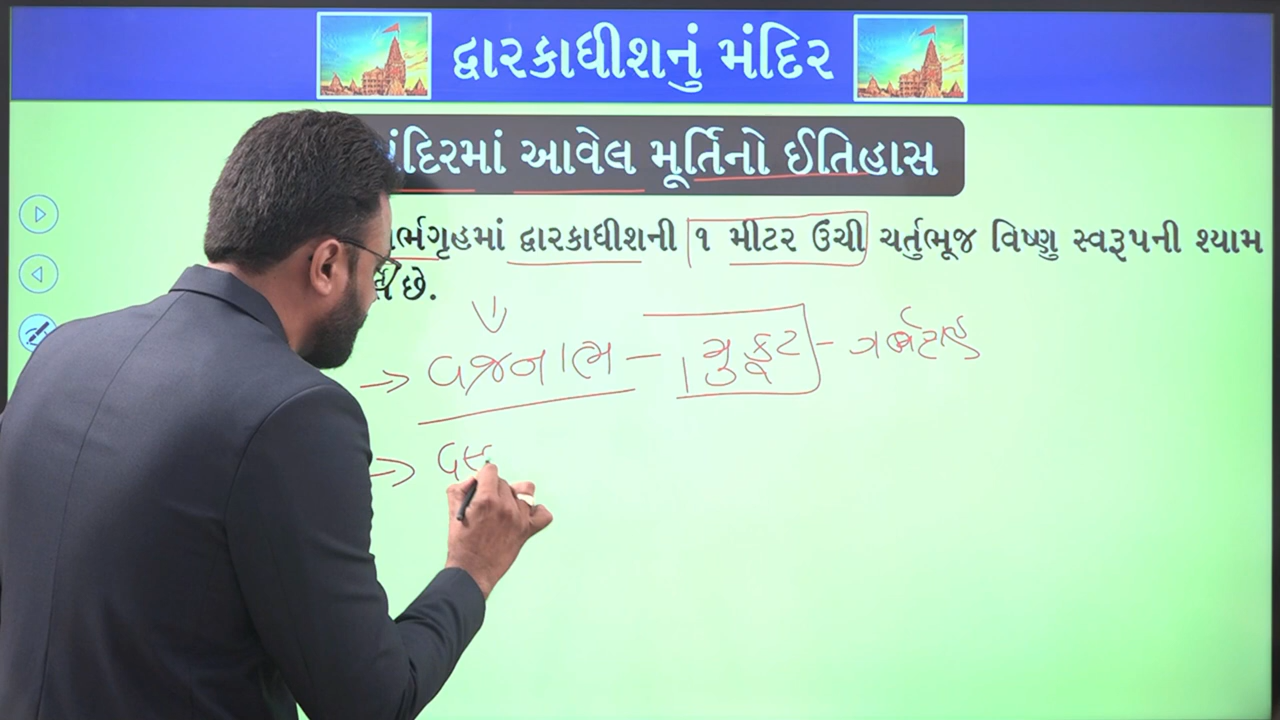 દ્વારકાધીશનું મંદિર
મંદિરમાં આવેલ મૂર્તિનો ઈતિહાસ
ર્ભગૃહમાં દ્વારકાધીશની ૧ મીટર ઉંચી ચર્તુભૂજ વિષ્ણુ સ્વરૂપની શ્યામ
છે.
→ વજ્રનાભ – મુકુટ –
→